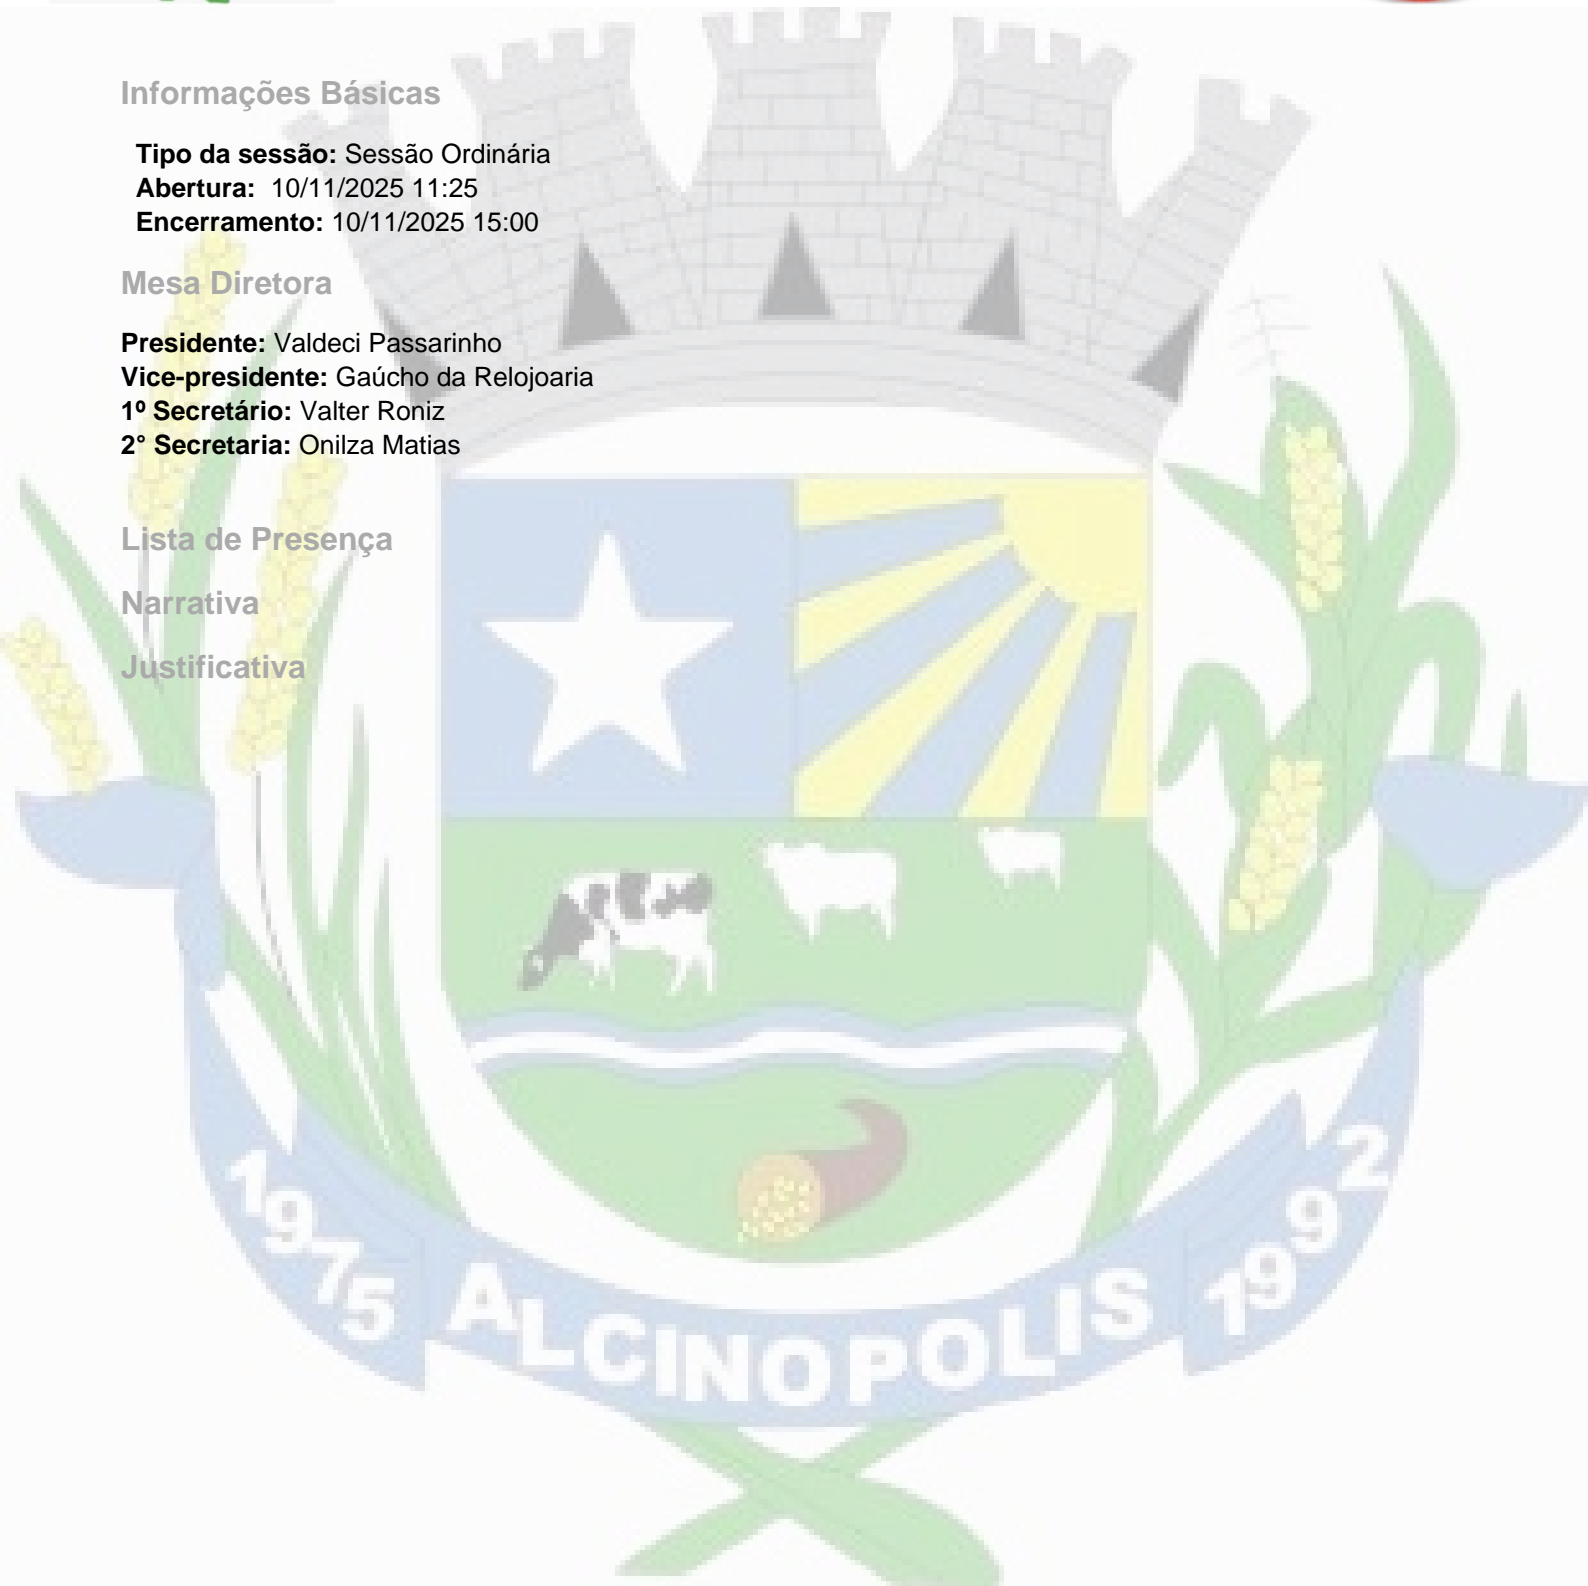 Informações Básicas
Tipo da sessão: Sessão Ordinária
Abertura: 10/11/2025 11:25
Encerramento: 10/11/2025 15:00
Mesa Diretora
Presidente: Valdeci Passarinho
Vice-presidente: Gaúcho da Relojoaria
1º Secretário: Valter Roniz
2° Secretaria: Onilza Matias
Lista de Presença
Narrativa
Justificativa
1975 ALCINOPOLIS 1992